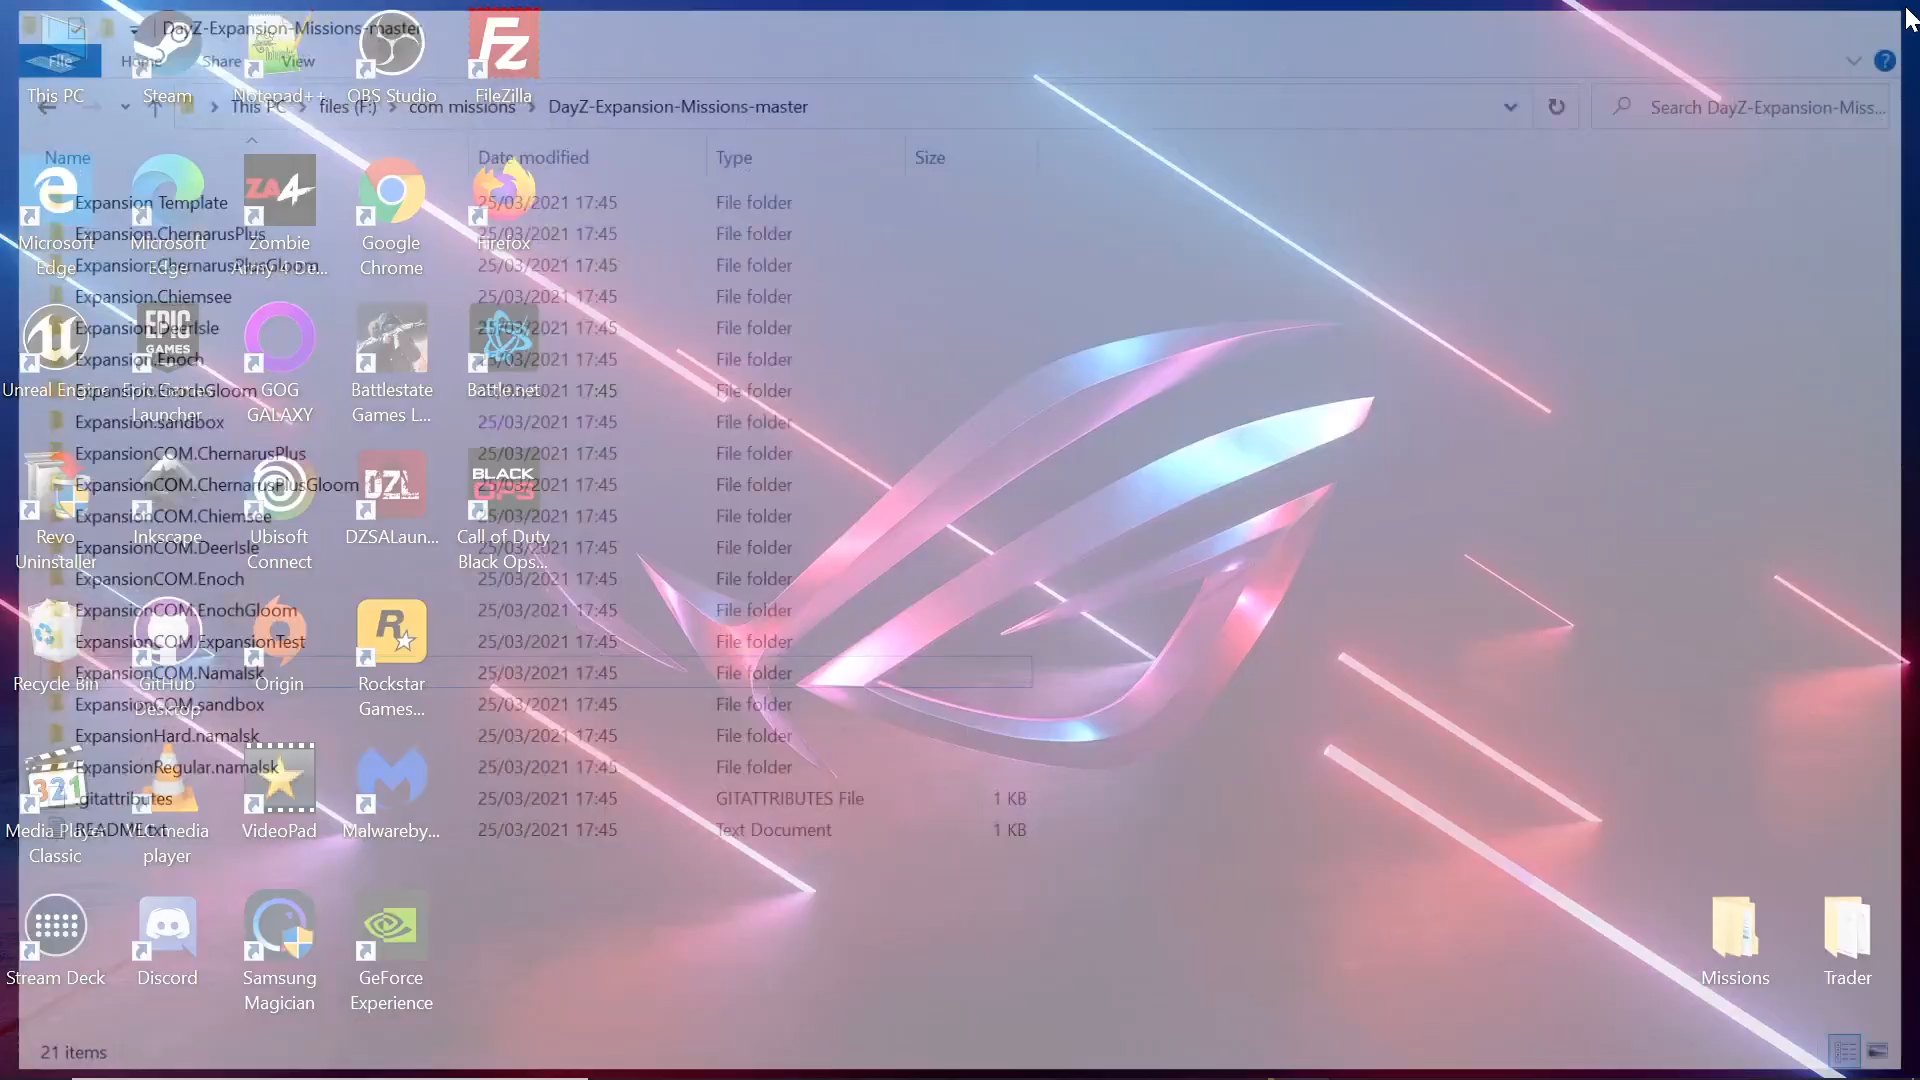 DayZ-Expansion-Missions-master
File Home Share View
This PC Steam Notepad++ OBS Studio FileZilla
This PC > files (F:) > com missions > DayZ-Expansion-Missions-master
Search DayZ-Expansion-Miss...
Name Date modified Type Size
Expansion Template 25/03/2021 17:45 File folder
Expansion.ChernarusPlus 25/03/2021 17:45 File folder
Expansion.ChernarusPlusGloom 25/03/2021 17:45 File folder
Expansion.Chiemsee 25/03/2021 17:45 File folder
Expansion.DeerIsle 25/03/2021 17:45 File folder
Expansion.Enoch 25/03/2021 17:45 File folder
Expansion.EnochGloom 25/03/2021 17:45 File folder
Expansion.sandbox 25/03/2021 17:45 File folder
ExpansionCOM.ChernarusPlus 25/03/2021 17:45 File folder
ExpansionCOM.ChernarusPlusGloom 25/03/2021 17:45 File folder
ExpansionCOM.Chiemsee 25/03/2021 17:45 File folder
ExpansionCOM.DeerIsle 25/03/2021 17:45 File folder
ExpansionCOM.Enoch 25/03/2021 17:45 File folder
ExpansionCOM.EnochGloom 25/03/2021 17:45 File folder
ExpansionCOM.ExpansionTest 25/03/2021 17:45 File folder
ExpansionCOM.Namalsk 25/03/2021 17:45 File folder
ExpansionCOM.sandbox 25/03/2021 17:45 File folder
ExpansionHard.namalsk 25/03/2021 17:45 File folder
ExpansionRegular.namalsk 25/03/2021 17:45 File folder
.gitattributes 25/03/2021 17:45 GITATTRIBUTES File 1 KB
README.txt 25/03/2021 17:45 Text Document 1 KB
Microsoft Edge
Microsoft Edge
ZA4
Zombie Army 4 De...
Google Chrome
Firefox
Unreal Engine
EPIC GAMES
Epic Games Launcher
GOG GALAXY
Battlestate Games L...
Battle.net
Revo Uninstaller
Inkscape
Ubisoft Connect
DZL
DZSALaun...
BLACK OPS
Call of Duty Black Ops...
Recycle Bin
GitHub Desktop
Origin
Rockstar Games...
321
Media Player Classic
VLC media player
VideoPad
Malwareby...
Stream Deck
Discord
Samsung Magician
GeForce Experience
Missions
Trader
21 items